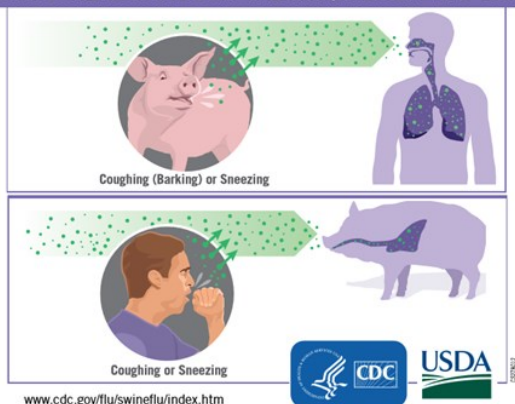 Coughing (Barking) or Sneezing
Coughing or Sneezing
CDC
USDA
www.cdc.gov/flu/swineflu/index.htm